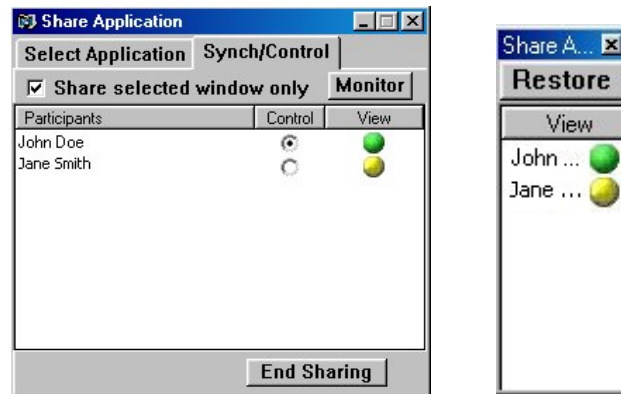 Share Application
Select Application Synch/Control
Share selected window only Monitor
Participants Control View
John Doe
Jane Smith
End Sharing
Share A...
Restore
View
John ...
Jane ...